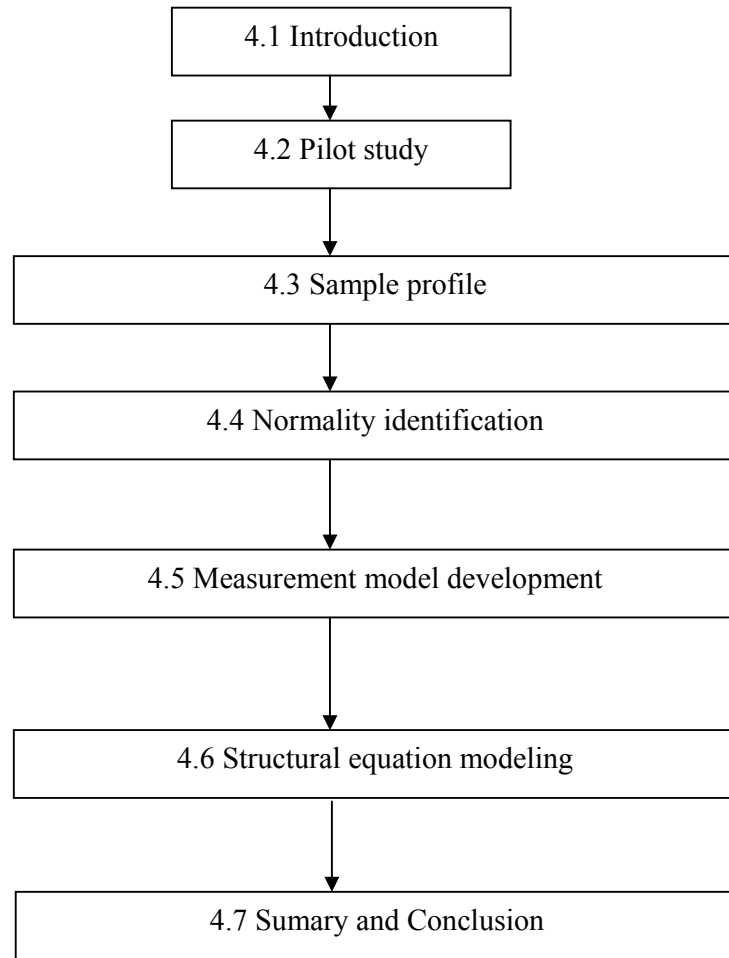 4.1 Introduction
4.2 Pilot study
4.3 Sample profile
4.4 Normality identification
4.5 Measurement model development
4.6 Structural equation modeling
4.7 Sumary and Conclusion